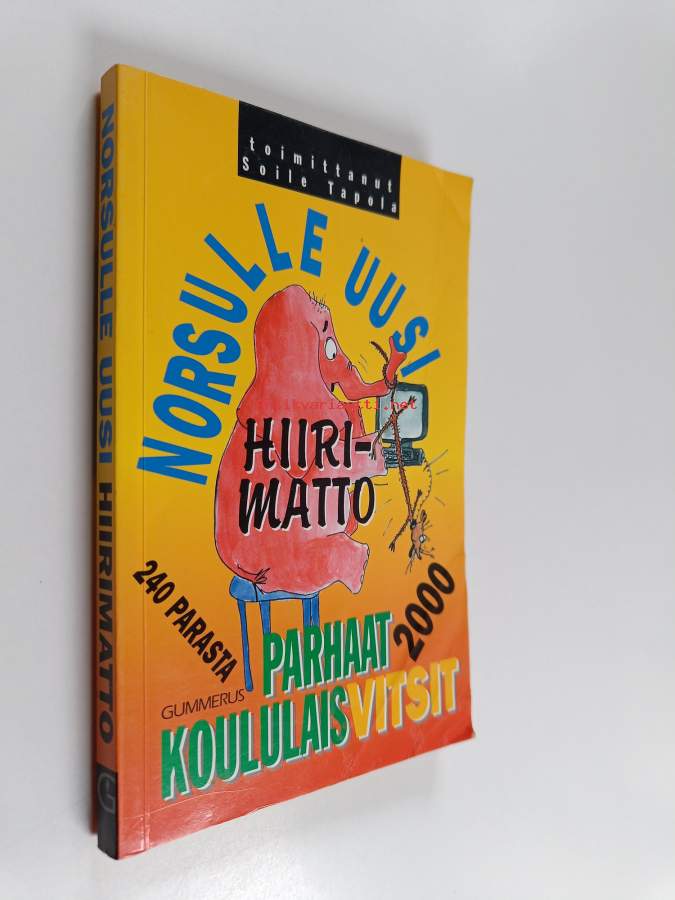 toimittanut
Soile Tapola
NORSULLE UUSI
HIIRI-
MATTO
240 PARASTA
PARHAAT
2000
GUMMERUS
KOULULAISVITSIT
NORSULLE UUSI HIIRIMATTO